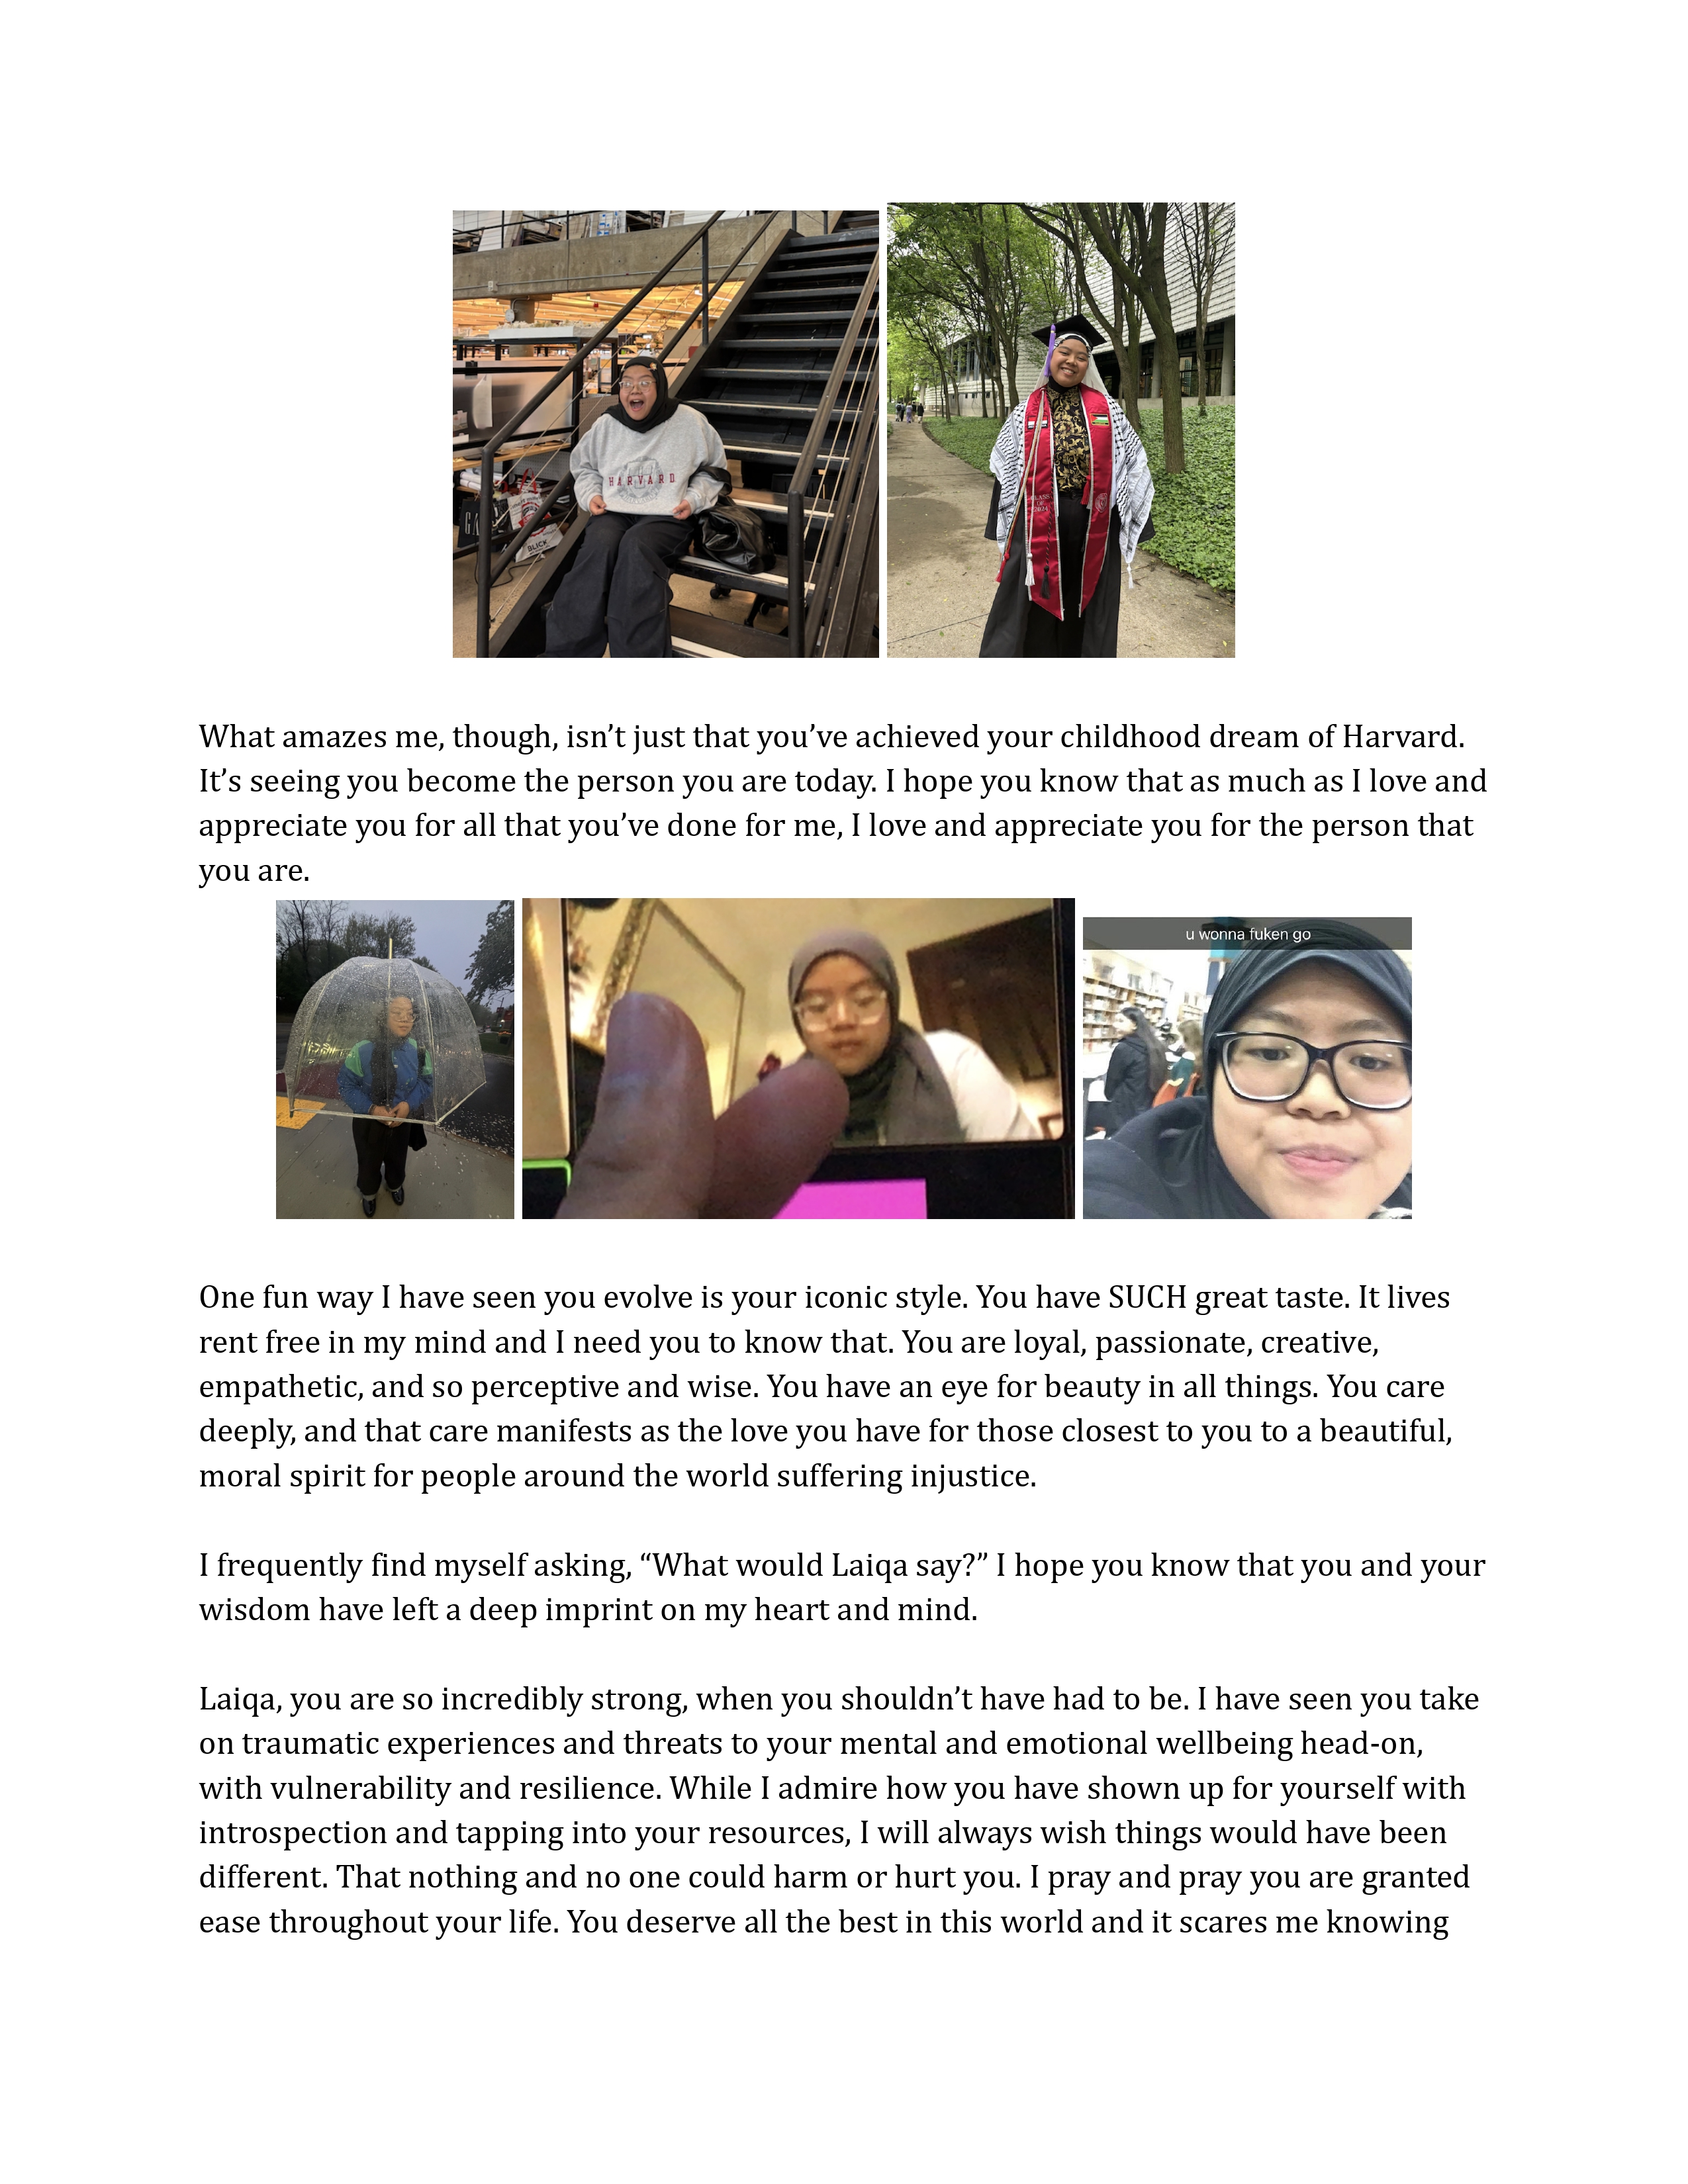 HARVARD
GAP
BLICK
CLASS
OF
2024
What amazes me, though, isn’t just that you’ve achieved your childhood dream of Harvard.
It’s seeing you become the person you are today. I hope you know that as much as I love and
appreciate you for all that you’ve done for me, I love and appreciate you for the person that
you are.
u wonna fuken go
One fun way I have seen you evolve is your iconic style. You have SUCH great taste. It lives
rent free in my mind and I need you to know that. You are loyal, passionate, creative,
empathetic, and so perceptive and wise. You have an eye for beauty in all things. You care
deeply, and that care manifests as the love you have for those closest to you to a beautiful,
moral spirit for people around the world suffering injustice.
I frequently find myself asking, “What would Laiqa say?” I hope you know that you and your
wisdom have left a deep imprint on my heart and mind.
Laiqa, you are so incredibly strong, when you shouldn’t have had to be. I have seen you take
on traumatic experiences and threats to your mental and emotional wellbeing head-on,
with vulnerability and resilience. While I admire how you have shown up for yourself with
introspection and tapping into your resources, I will always wish things would have been
different. That nothing and no one could harm or hurt you. I pray and pray you are granted
ease throughout your life. You deserve all the best in this world and it scares me knowing